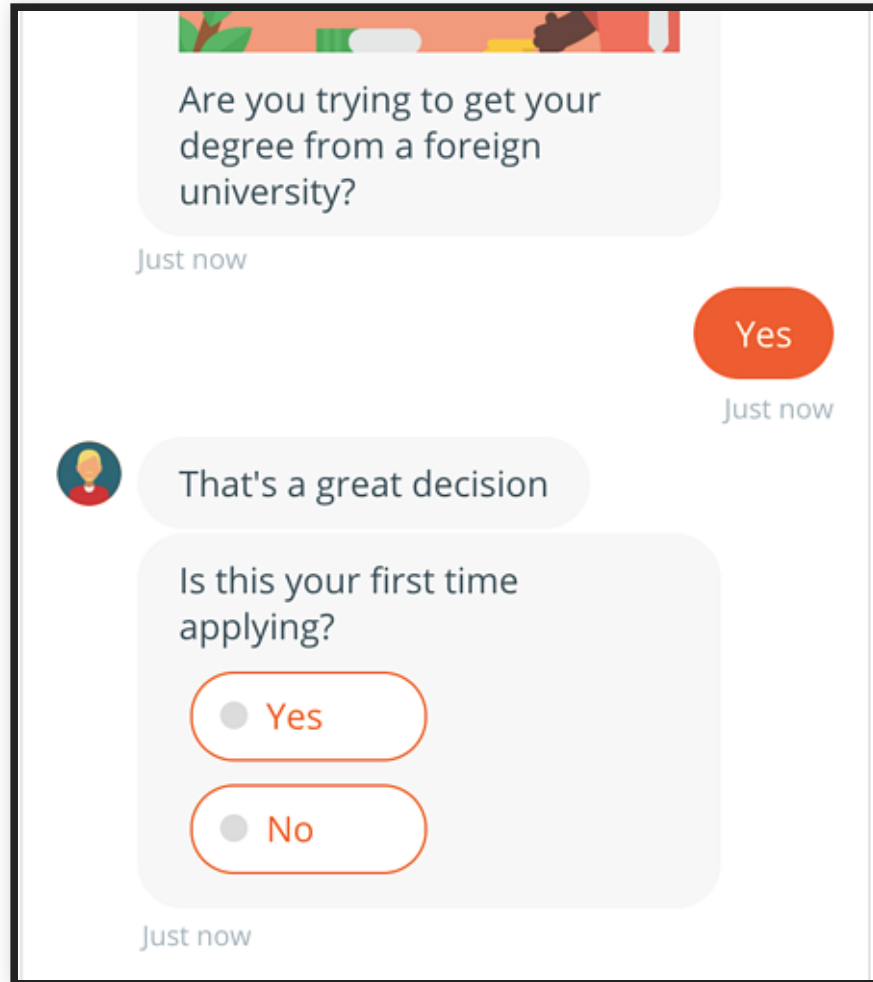 Are you trying to get your
degree from a foreign
university?
Just now
Yes
Just now
That's a great decision
Is this your first time
applying?
Yes
No
Just now